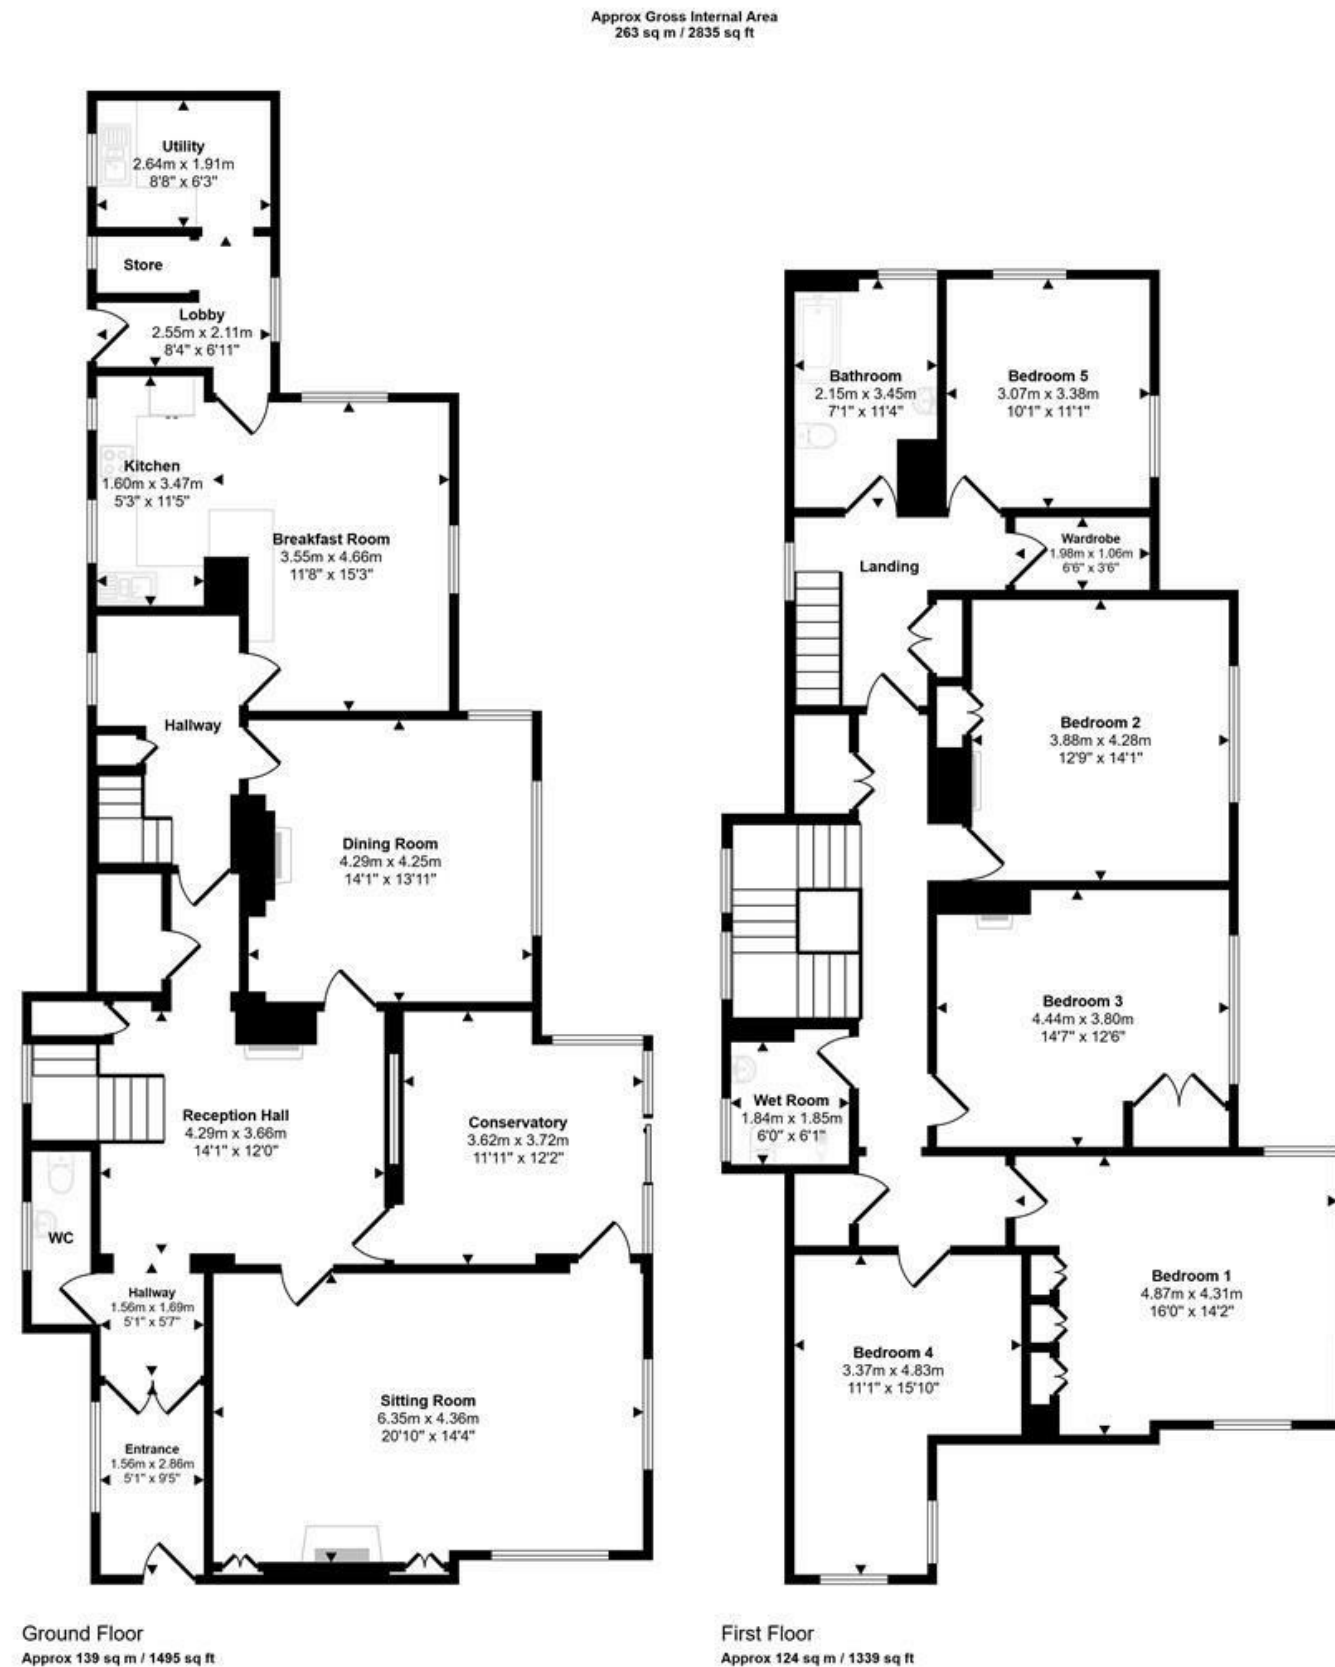 Approx Gross Internal Area
263 sq m / 2835 sq ft
Utility
2.64m x 1.91m
8'8" x 6'3"
Store
Lobby
2.55m x 2.11m
8'4" x 6'11"
Kitchen
1.60m x 3.47m
5'3" x 11'5"
Breakfast Room
3.55m x 4.66m
11'8" x 15'3"
Hallway
Dining Room
4.29m x 4.25m
14'1" x 13'11"
Reception Hall
4.29m x 3.66m
14'1" x 12'0"
Conservatory
3.62m x 3.72m
11'11" x 12'2"
WC
Hallway
1.56m x 1.69m
5'1" x 5'7"
Sitting Room
6.35m x 4.36m
20'10" x 14'4"
Entrance
1.56m x 2.86m
5'1" x 9'5"
Ground Floor
Approx 139 sq m / 1495 sq ft
Bathroom
2.15m x 3.45m
7'1" x 11'4"
Bedroom 5
3.07m x 3.38m
10'1" x 11'1"
Landing
Wardrobe
1.98m x 1.06m
6'6" x 3'6"
Bedroom 2
3.88m x 4.28m
12'9" x 14'1"
Bedroom 3
4.44m x 3.80m
14'7" x 12'6"
Wet Room
1.84m x 1.85m
6'0" x 6'1"
Bedroom 1
4.87m x 4.31m
16'0" x 14'2"
Bedroom 4
3.37m x 4.83m
11'1" x 15'10"
First Floor
Approx 124 sq m / 1339 sq ft